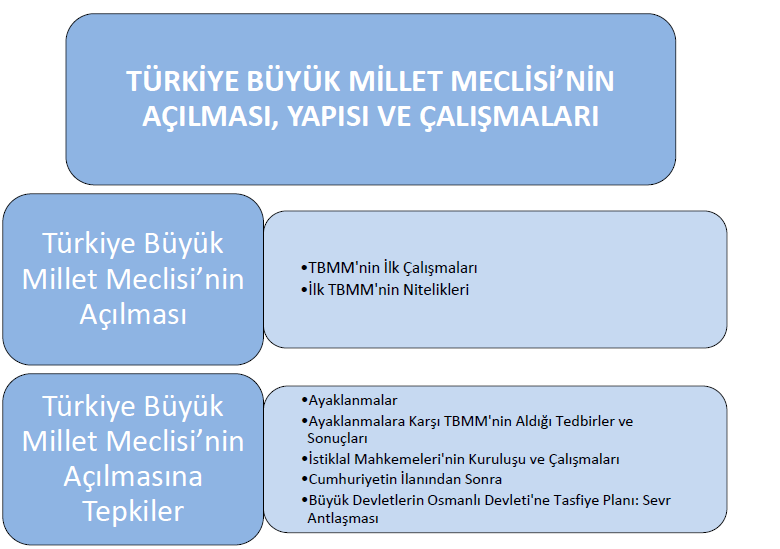 TÜRKİYE BÜYÜK MİLLET MECLİSİ’NİN
AÇILMASI, YAPISI VE ÇALIŞMALARI
Türkiye Büyük
Millet Meclisi’nin
Açılması
•TBMM'nin İlk Çalışmaları
•İlk TBMM'nin Nitelikleri
Türkiye Büyük
Millet Meclisi’nin
Açılmasına
Tepkiler
•Ayaklanmalar
•Ayaklanmalara Karşı TBMM'nin Aldığı Tedbirler ve
Sonuçları
•İstiklal Mahkemeleri'nin Kuruluşu ve Çalışmaları
•Cumhuriyetin İlanından Sonra
•Büyük Devletlerin Osmanlı Devleti'ne Tasfiye Planı: Sevr
Antlaşması